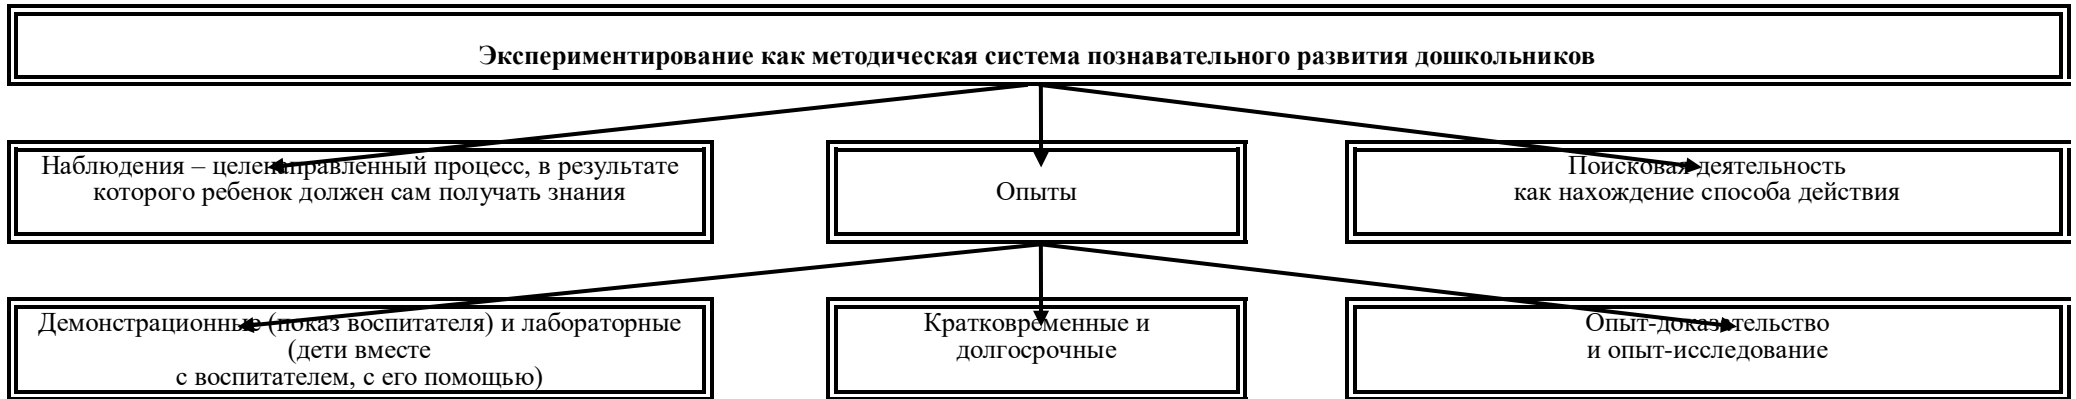 Экспериментирование как методическая система познавательного развития дошкольников
Наблюдения – целенаправленный процесс, в результате
которого ребенок должен сам получать знания
Опыты
Поисковая деятельность
как нахождение способа действия
Демонстрационные (показ воспитателя) и лабораторные
(дети вместе
с воспитателем, с его помощью)
Кратковременные и
долгосрочные
Опыт-доказательство
и опыт-исследование